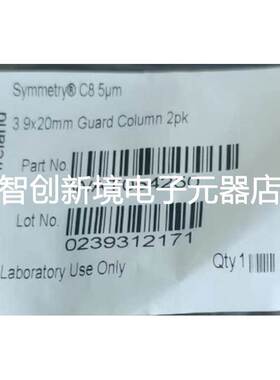 Symmetry® C8 5µm
3.9x20mm Guard Column 2pk
Part No.
智创新境电子元器店
Lot No.
0239312171
Laboratory Use Only
Qty 1